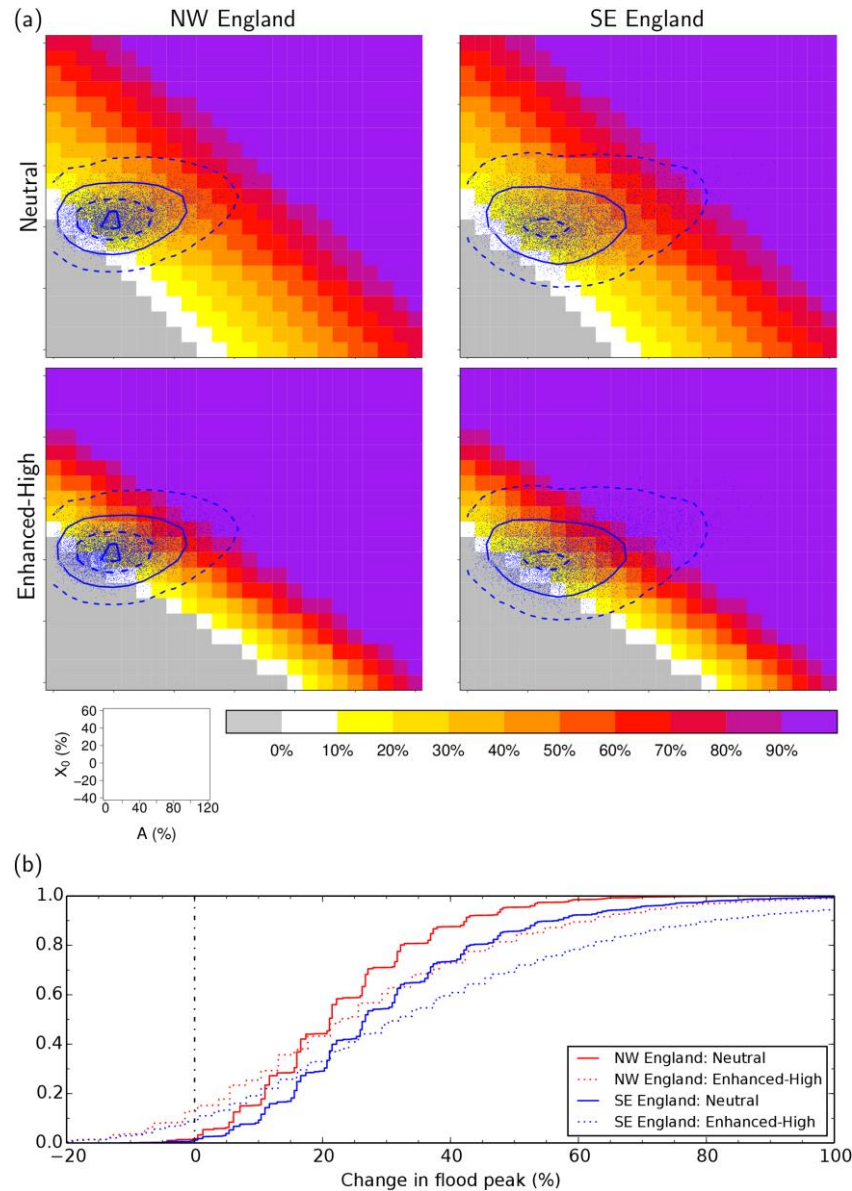 (a)
NW England
SE England
Neutral
Enhanced-High
X0 (%)
60
40
20
0
−20
−40
0 40 80 120
A (%)
0% 10% 20% 30% 40% 50% 60% 70% 80% 90%
(b)
1.0
0.8
0.6
0.4
0.2
0.0
NW England: Neutral
NW England: Enhanced-High
SE England: Neutral
SE England: Enhanced-High
−20 0 20 40 60 80 100
Change in flood peak (%)